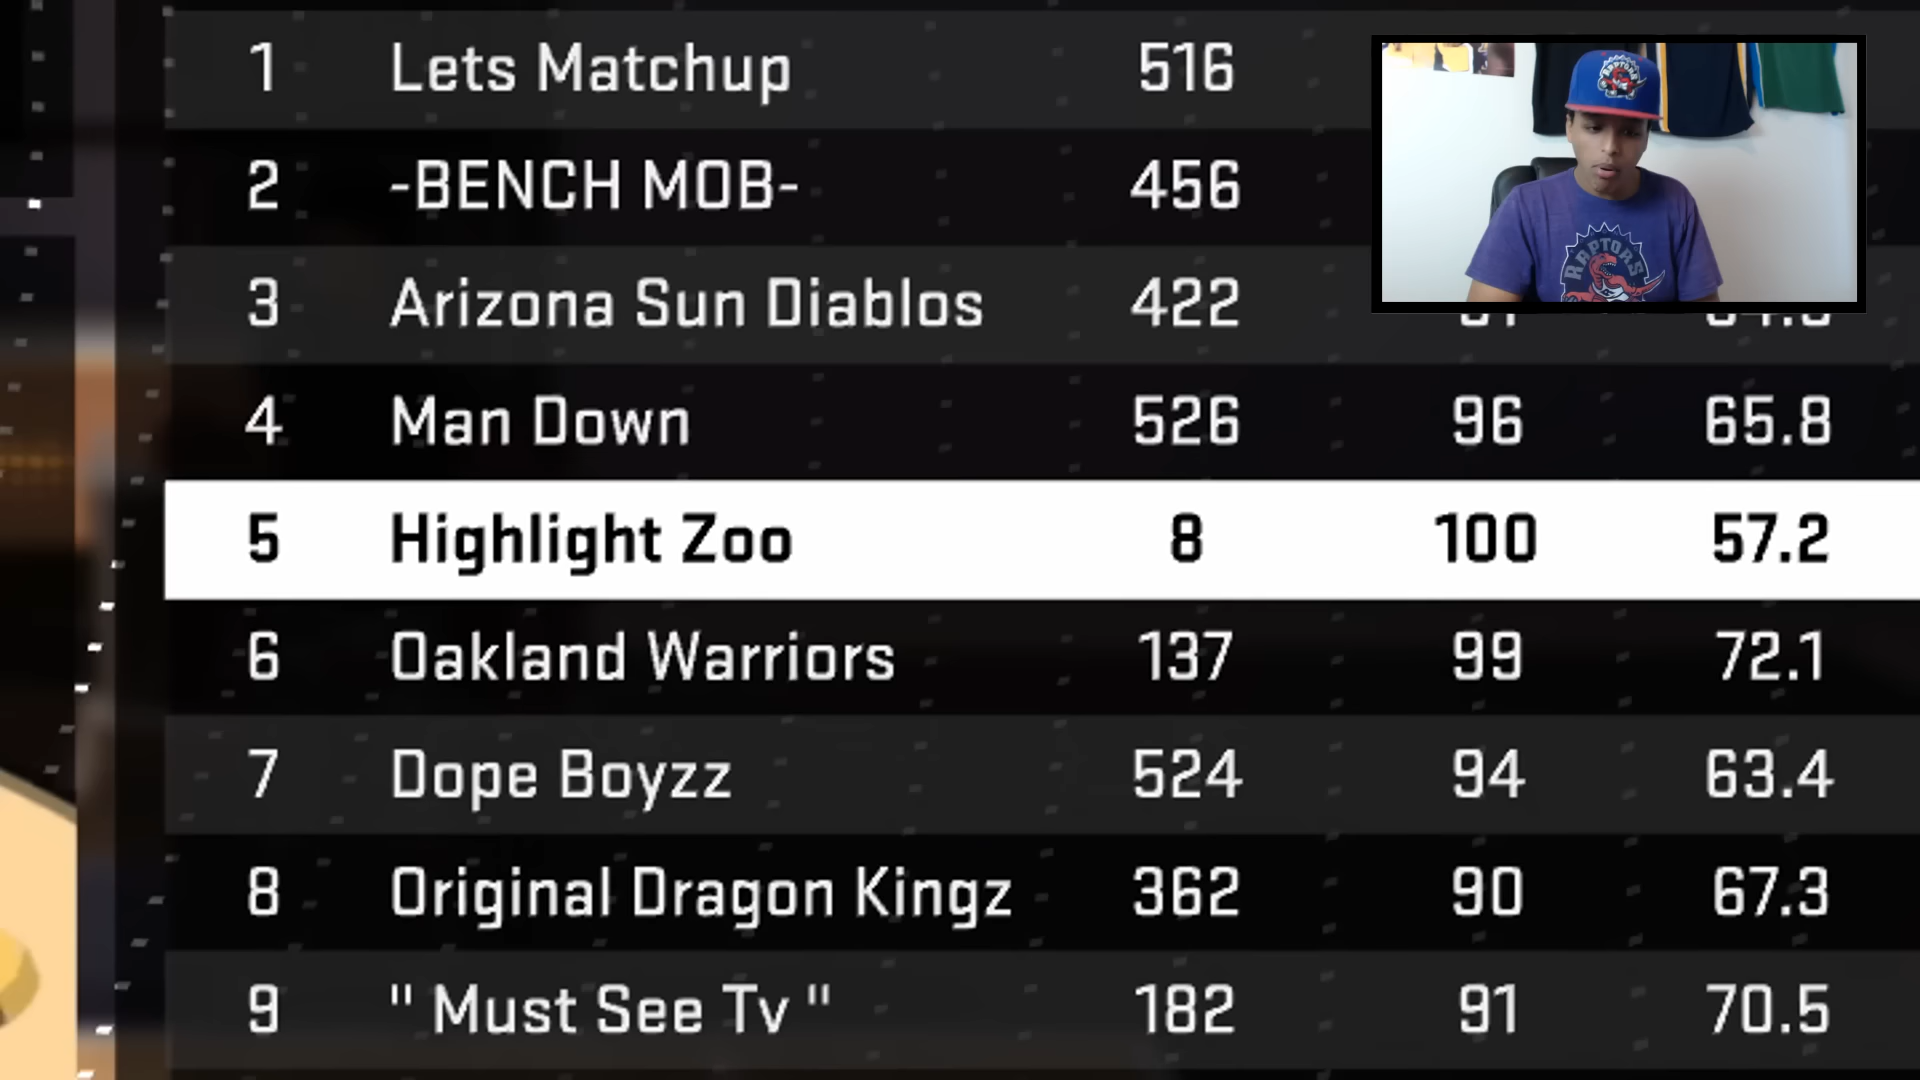 1 Lets Matchup 516
2 -BENCH MOB- 456
3 Arizona Sun Diablos 422
4 Man Down 526 96 65.8
5 Highlight Zoo 8 100 57.2
6 Oakland Warriors 137 99 72.1
7 Dope Boyzz 524 94 63.4
8 Original Dragon Kingz 362 90 67.3
9 " Must See Tv " 182 91 70.5
RAPTORS
RAPTORS